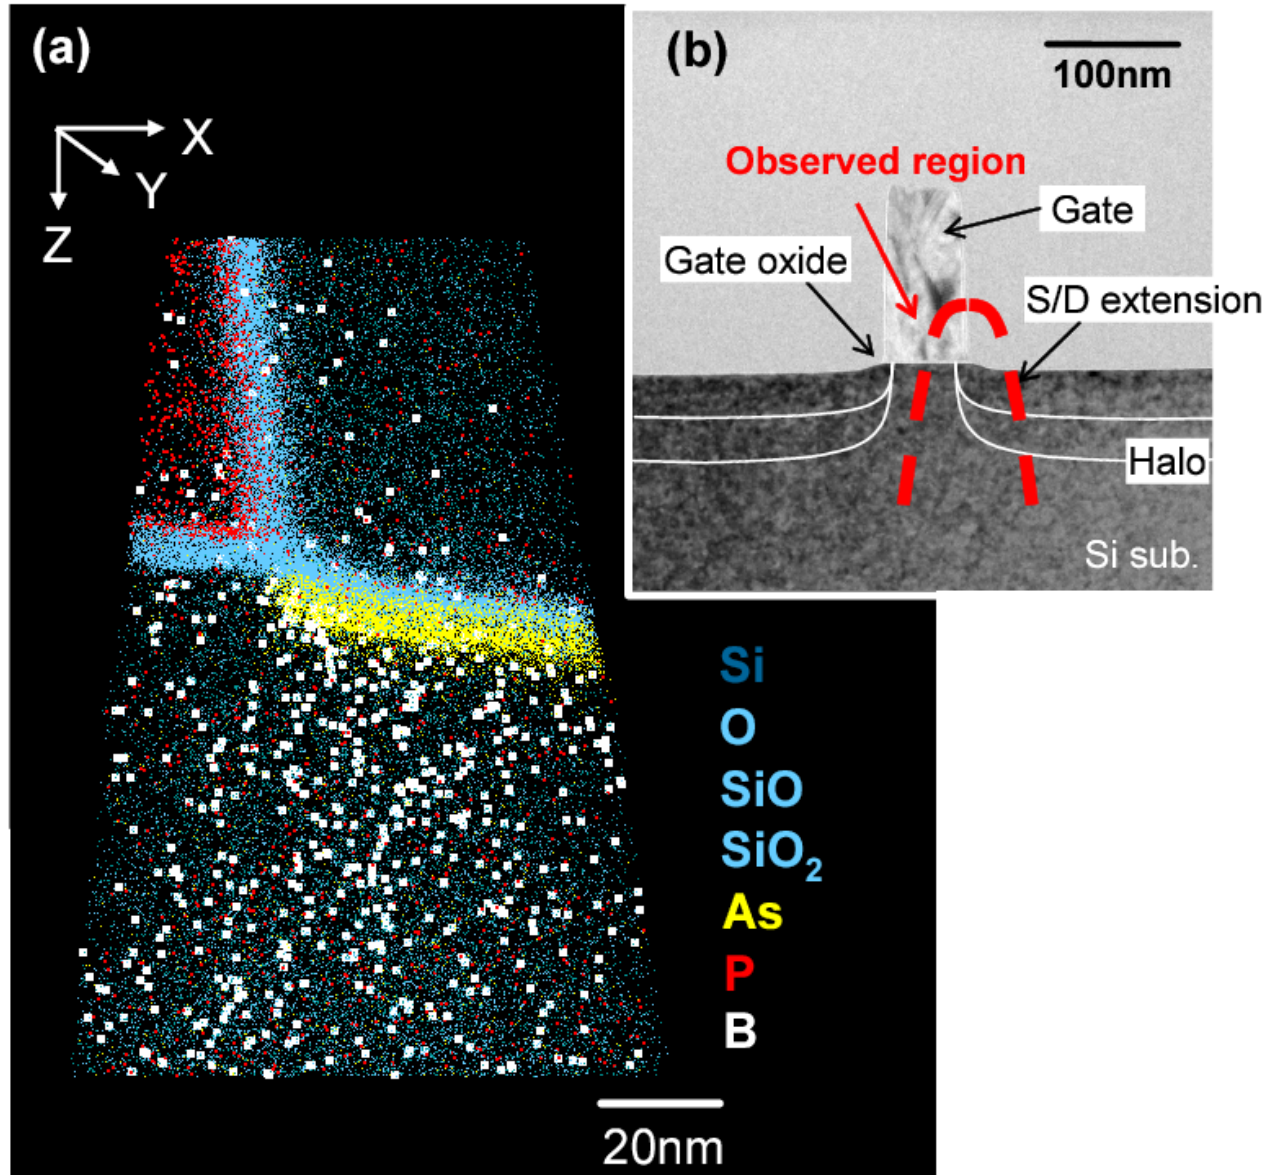 (a)
X
Y
Z
(b)
100nm
Observed region
Gate
Gate oxide
S/D extension
Halo
Si sub.
Si
O
SiO
SiO₂
As
P
B
20nm